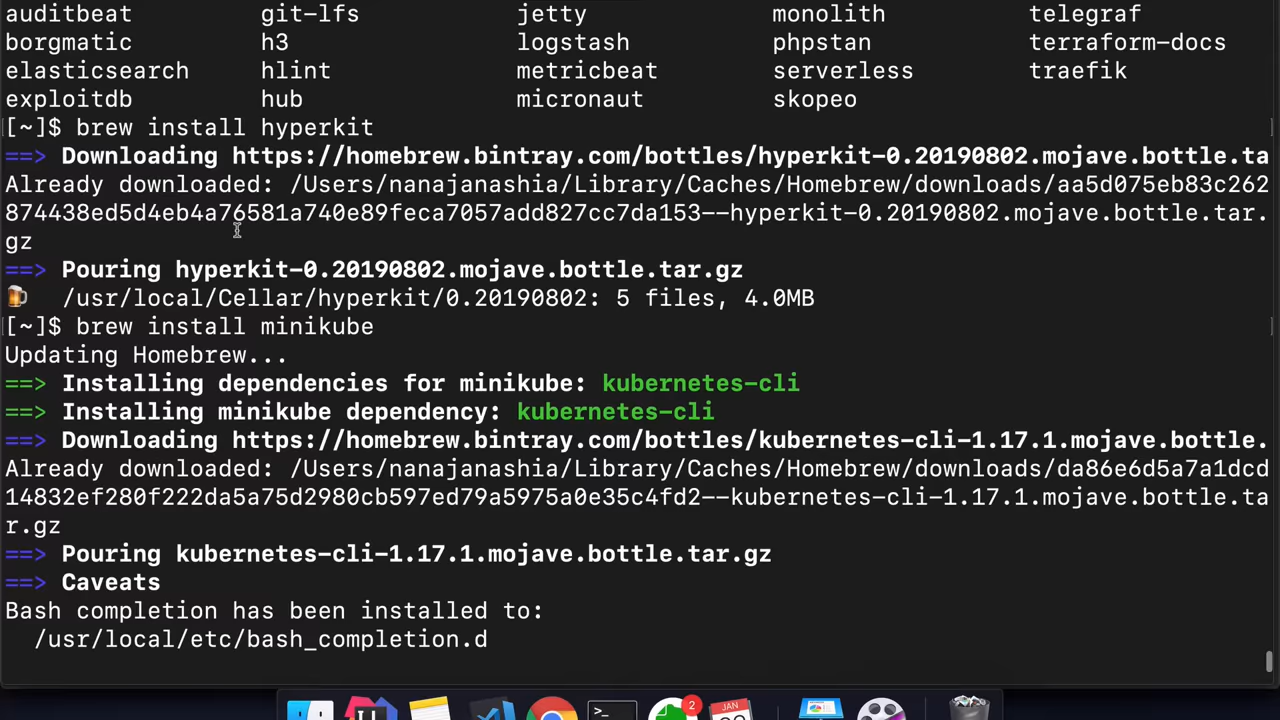 auditbeat git-lfs jetty monolith telegraf
borgmatic h3 logstash phpstan terraform-docs
elasticsearch hlint metricbeat serverless traefik
exploitdb hub micronaut skopeo
[~]$ brew install hyperkit
==> Downloading https://homebrew.bintray.com/bottles/hyperkit-0.20190802.mojave.bottle.ta
Already downloaded: /Users/nanajanashia/Library/Caches/Homebrew/downloads/aa5d075eb83c262
874438ed5d4eb4a76581a740e89feca7057add827cc7da153--hyperkit-0.20190802.mojave.bottle.tar.
gz
==> Pouring hyperkit-0.20190802.mojave.bottle.tar.gz
🍺 /usr/local/Cellar/hyperkit/0.20190802: 5 files, 4.0MB
[~]$ brew install minikube
Updating Homebrew...
==> Installing dependencies for minikube: kubernetes-cli
==> Installing minikube dependency: kubernetes-cli
==> Downloading https://homebrew.bintray.com/bottles/kubernetes-cli-1.17.1.mojave.bottle.
Already downloaded: /Users/nanajanashia/Library/Caches/Homebrew/downloads/da86e6d5a7a1dcd
14832ef280f222da5a75d2980cb597ed79a5975a0e35c4fd2--kubernetes-cli-1.17.1.mojave.bottle.ta
r.gz
==> Pouring kubernetes-cli-1.17.1.mojave.bottle.tar.gz
==> Caveats
Bash completion has been installed to:
/usr/local/etc/bash_completion.d
2
JAN